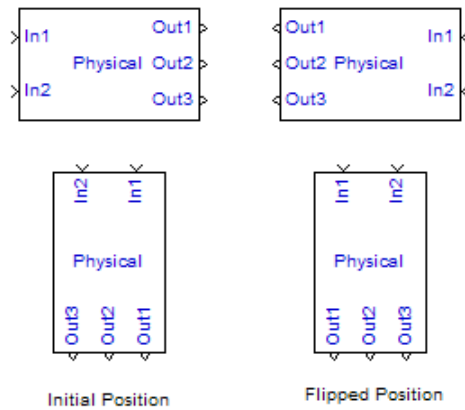 In1
In2
Physical
Out1
Out2
Out3
Out1
Out2
Out3
Physical
In1
In2
In2
In1
Physical
Out3
Out2
Out1
In1
In2
Physical
Out1
Out2
Out3
Initial Position
Flipped Position